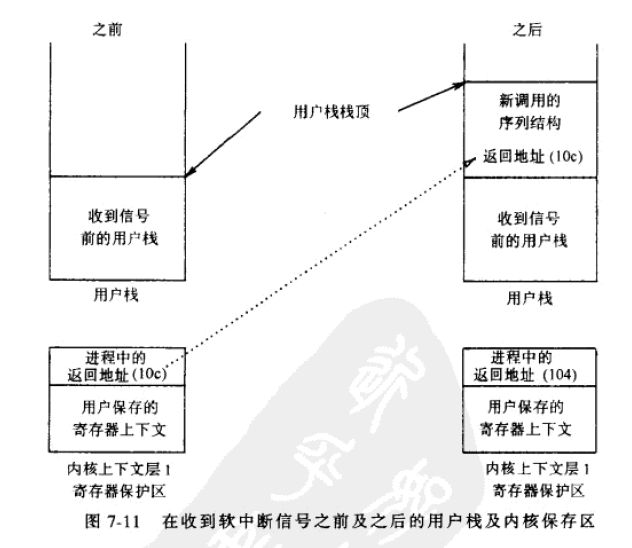 之前
之后
用户栈栈顶
新调用的
序列结构
返回地址 (10c)
收到信号
前的用户栈
收到信号
前的用户栈
用户栈
用户栈
进程中的
返回地址(10c)
进程中的
返回地址 (104)
用户保存的
寄存器上下文
用户保存的
寄存器上下文
内核上下文层1
寄存器保护区
内核上下文层1
寄存器保护区
图 7-11 在收到软中断信号之前及之后的用户栈及内核保存区